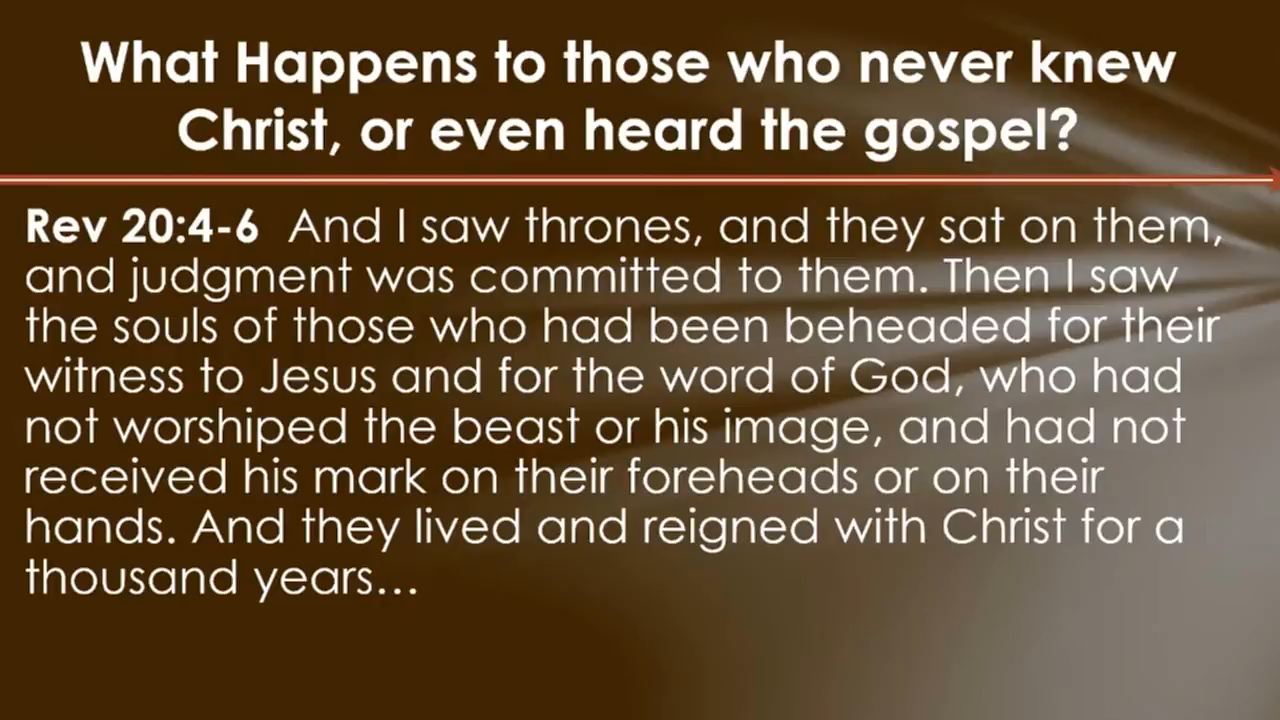 What Happens to those who never knew
Christ, or even heard the gospel?
Rev 20:4-6 And I saw thrones, and they sat on them,
and judgment was committed to them. Then I saw
the souls of those who had been beheaded for their
witness to Jesus and for the word of God, who had
not worshiped the beast or his image, and had not
received his mark on their foreheads or on their
hands. And they lived and reigned with Christ for a
thousand years…